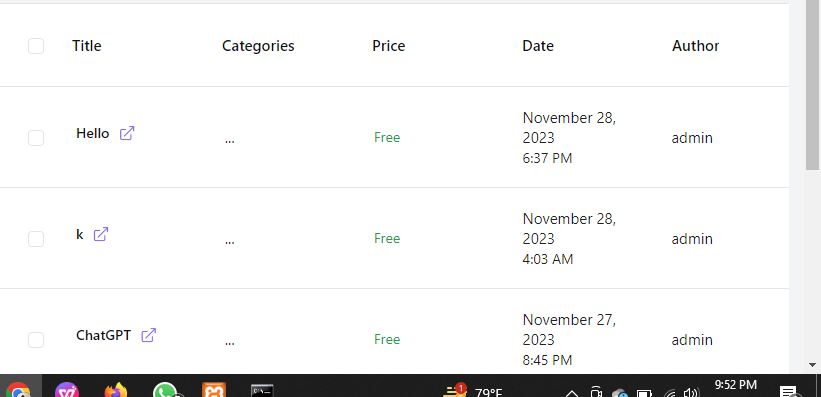 Title Categories Price Date Author
Hello ... Free November 28, 2023 6:37 PM admin
k ... Free November 28, 2023 4:03 AM admin
ChatGPT ... Free November 27, 2023 8:45 PM admin
1 79°F 9:52 PM